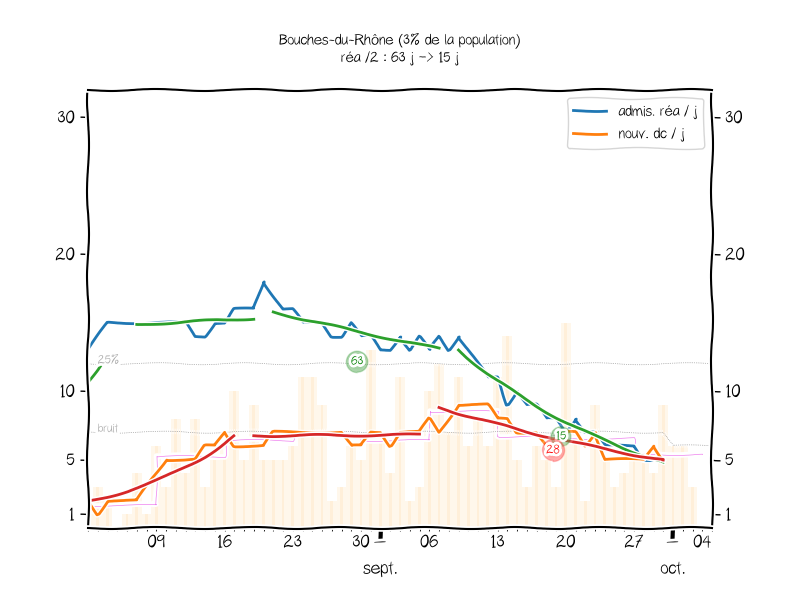 Bouches-du-Rhône (3% de la population)
réa /2 : 63 j -> 15 j
admis. réa / j
nouv. dc / j
30
30
20
20
25%
63
10
10
bruit
15
28
5
5
1
1
09 16 23 30 06 13 20 27 04
sept. oct.